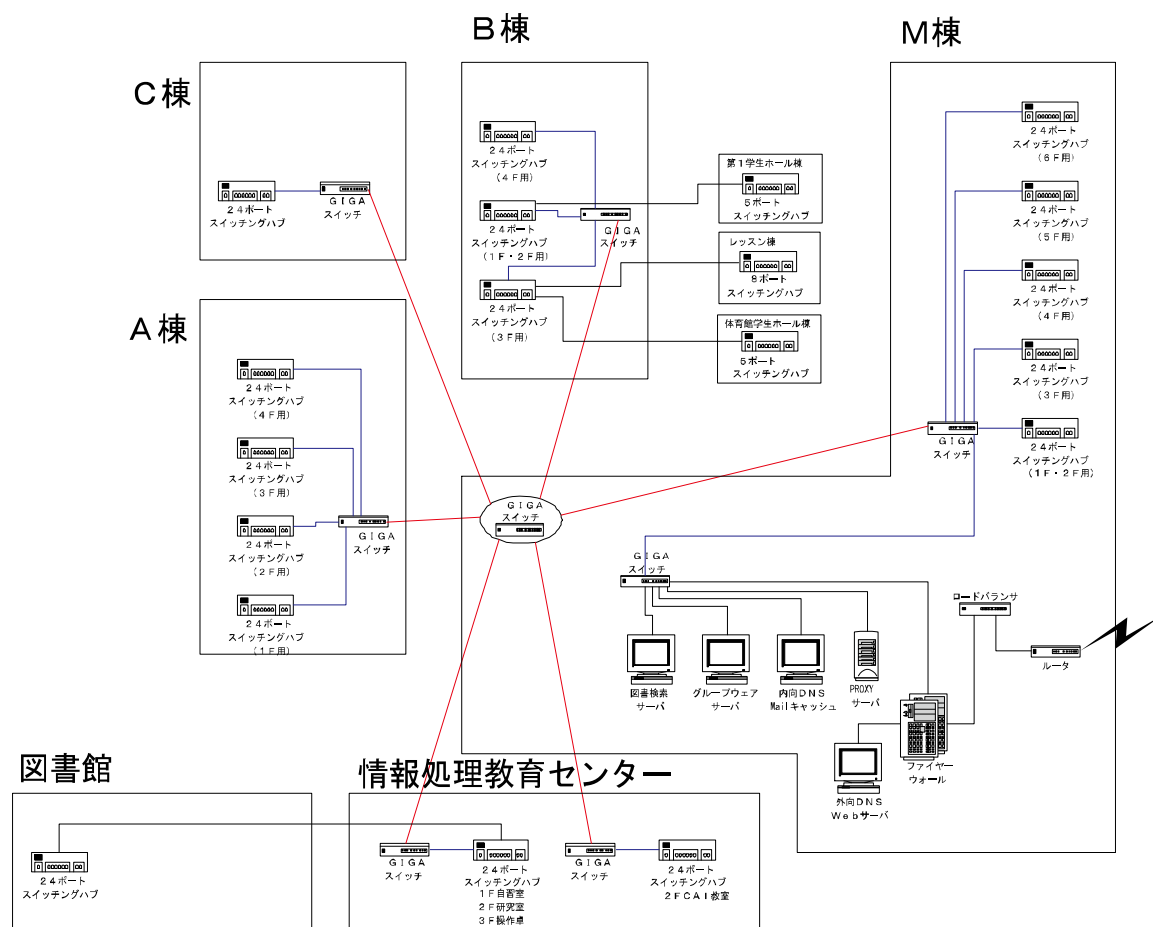 B棟
M棟
C棟
24ポート
スイッチングハブ
GIGA
スイッチ
24ポート
スイッチングハブ
(4F用)
24ポート
スイッチングハブ
(1F・2F用)
24ポート
スイッチングハブ
(3F用)
GIGA
スイッチ
第1学生ホール棟
5ポート
スイッチングハブ
レッスン棟
8ポート
スイッチングハブ
体育館学生ホール棟
5ポート
スイッチングハブ
24ポート
スイッチングハブ
(6F用)
24ポート
スイッチングハブ
(5F用)
24ポート
スイッチングハブ
(4F用)
24ポート
スイッチングハブ
(3F用)
24ポート
スイッチングハブ
(1F・2F用)
GIGA
スイッチ
A棟
24ポート
スイッチングハブ
(4F用)
24ポート
スイッチングハブ
(3F用)
24ポート
スイッチングハブ
(2F用)
24ポート
スイッチングハブ
(1F用)
GIGA
スイッチ
GIGA
スイッチ
GIGA
スイッチ
図書検索
サーバ
グループウェア
サーバ
内向DNS
Mailキャッシュ
PROXY
サーバ
ロードバランサ
ルータ
ファイヤー
ウォール
外向DNS
Webサーバ
図書館
24ポート
スイッチングハブ
情報処理教育センター
GIGA
スイッチ
24ポート
スイッチングハブ
1F自習室
2F研究室
3F操作卓
GIGA
スイッチ
24ポート
スイッチングハブ
2FCAI教室